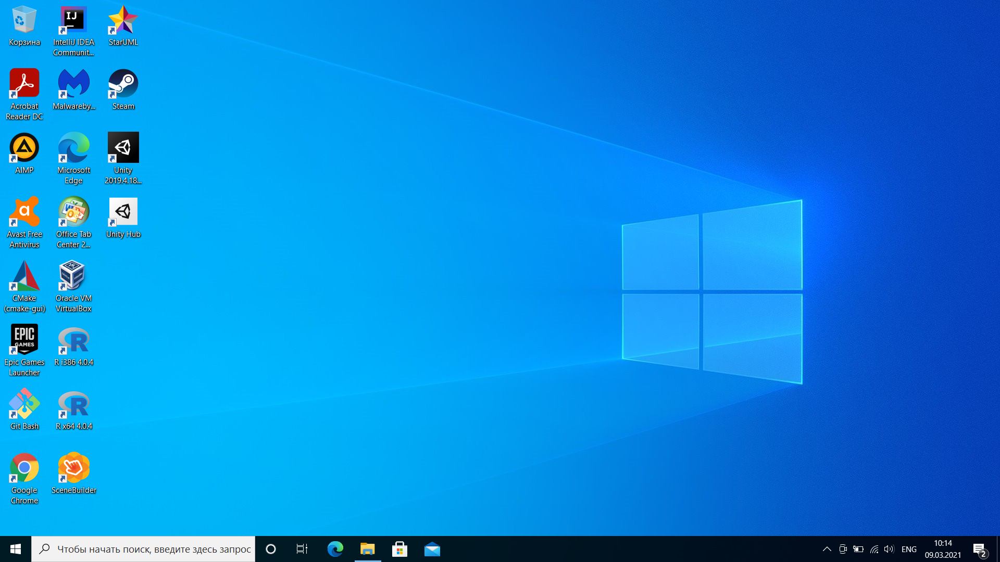 Корзина
IntelliJ IDEA
Communit...
StarUML
Acrobat
Reader DC
Malwareby...
Steam
AIMP
Microsoft
Edge
Unity
2019.4.18...
Avast Free
Antivirus
Office Tab
Center 2...
Unity Hub
CMake
(cmake-gui)
Oracle VM
VirtualBox
EPIC
GAMES
Epic Games
Launcher
R i386 4.0.4
Git Bash
R x64 4.0.4
Google
Chrome
SceneBuilder
Чтобы начать поиск, введите здесь запрос
ENG
10:14
09.03.2021
2